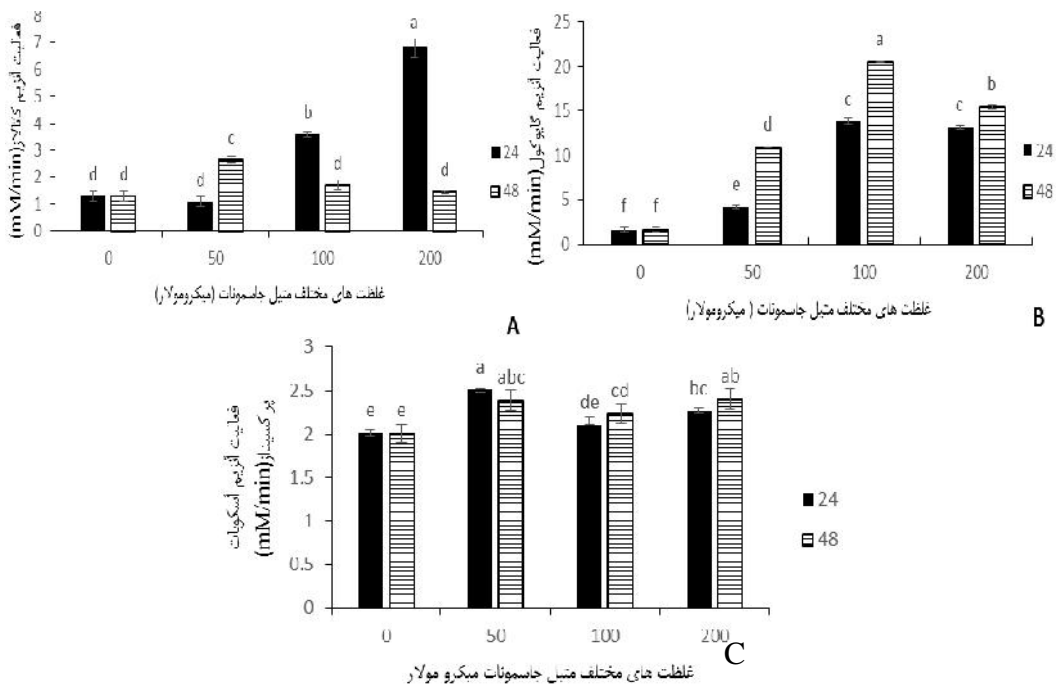 فعالیت آنزیم کاتالاز(mM/min)
8
7
6
5
4
3
2
1
0
d d d c b d a d
0 50 100 200
24
48
غلظت های مختلف متیل جاسمونات (میکرومولار)
A
فعالیت آنزیم گایوکول(mM/min)
25
20
15
10
5
0
f f e d c a c b
0 50 100 200
24
48
غلظت های مختلف متیل جاسمونات ( میکرومولار)
B
فعالیت آنزیم آسکوبات
پرکسیداز(mM/min)
3
2.5
2
1.5
1
0.5
0
e e a abc de cd bc ab
0 50 100 200
24
48
C
غلظت های مختلف متیل جاسمونات میکرو مولار